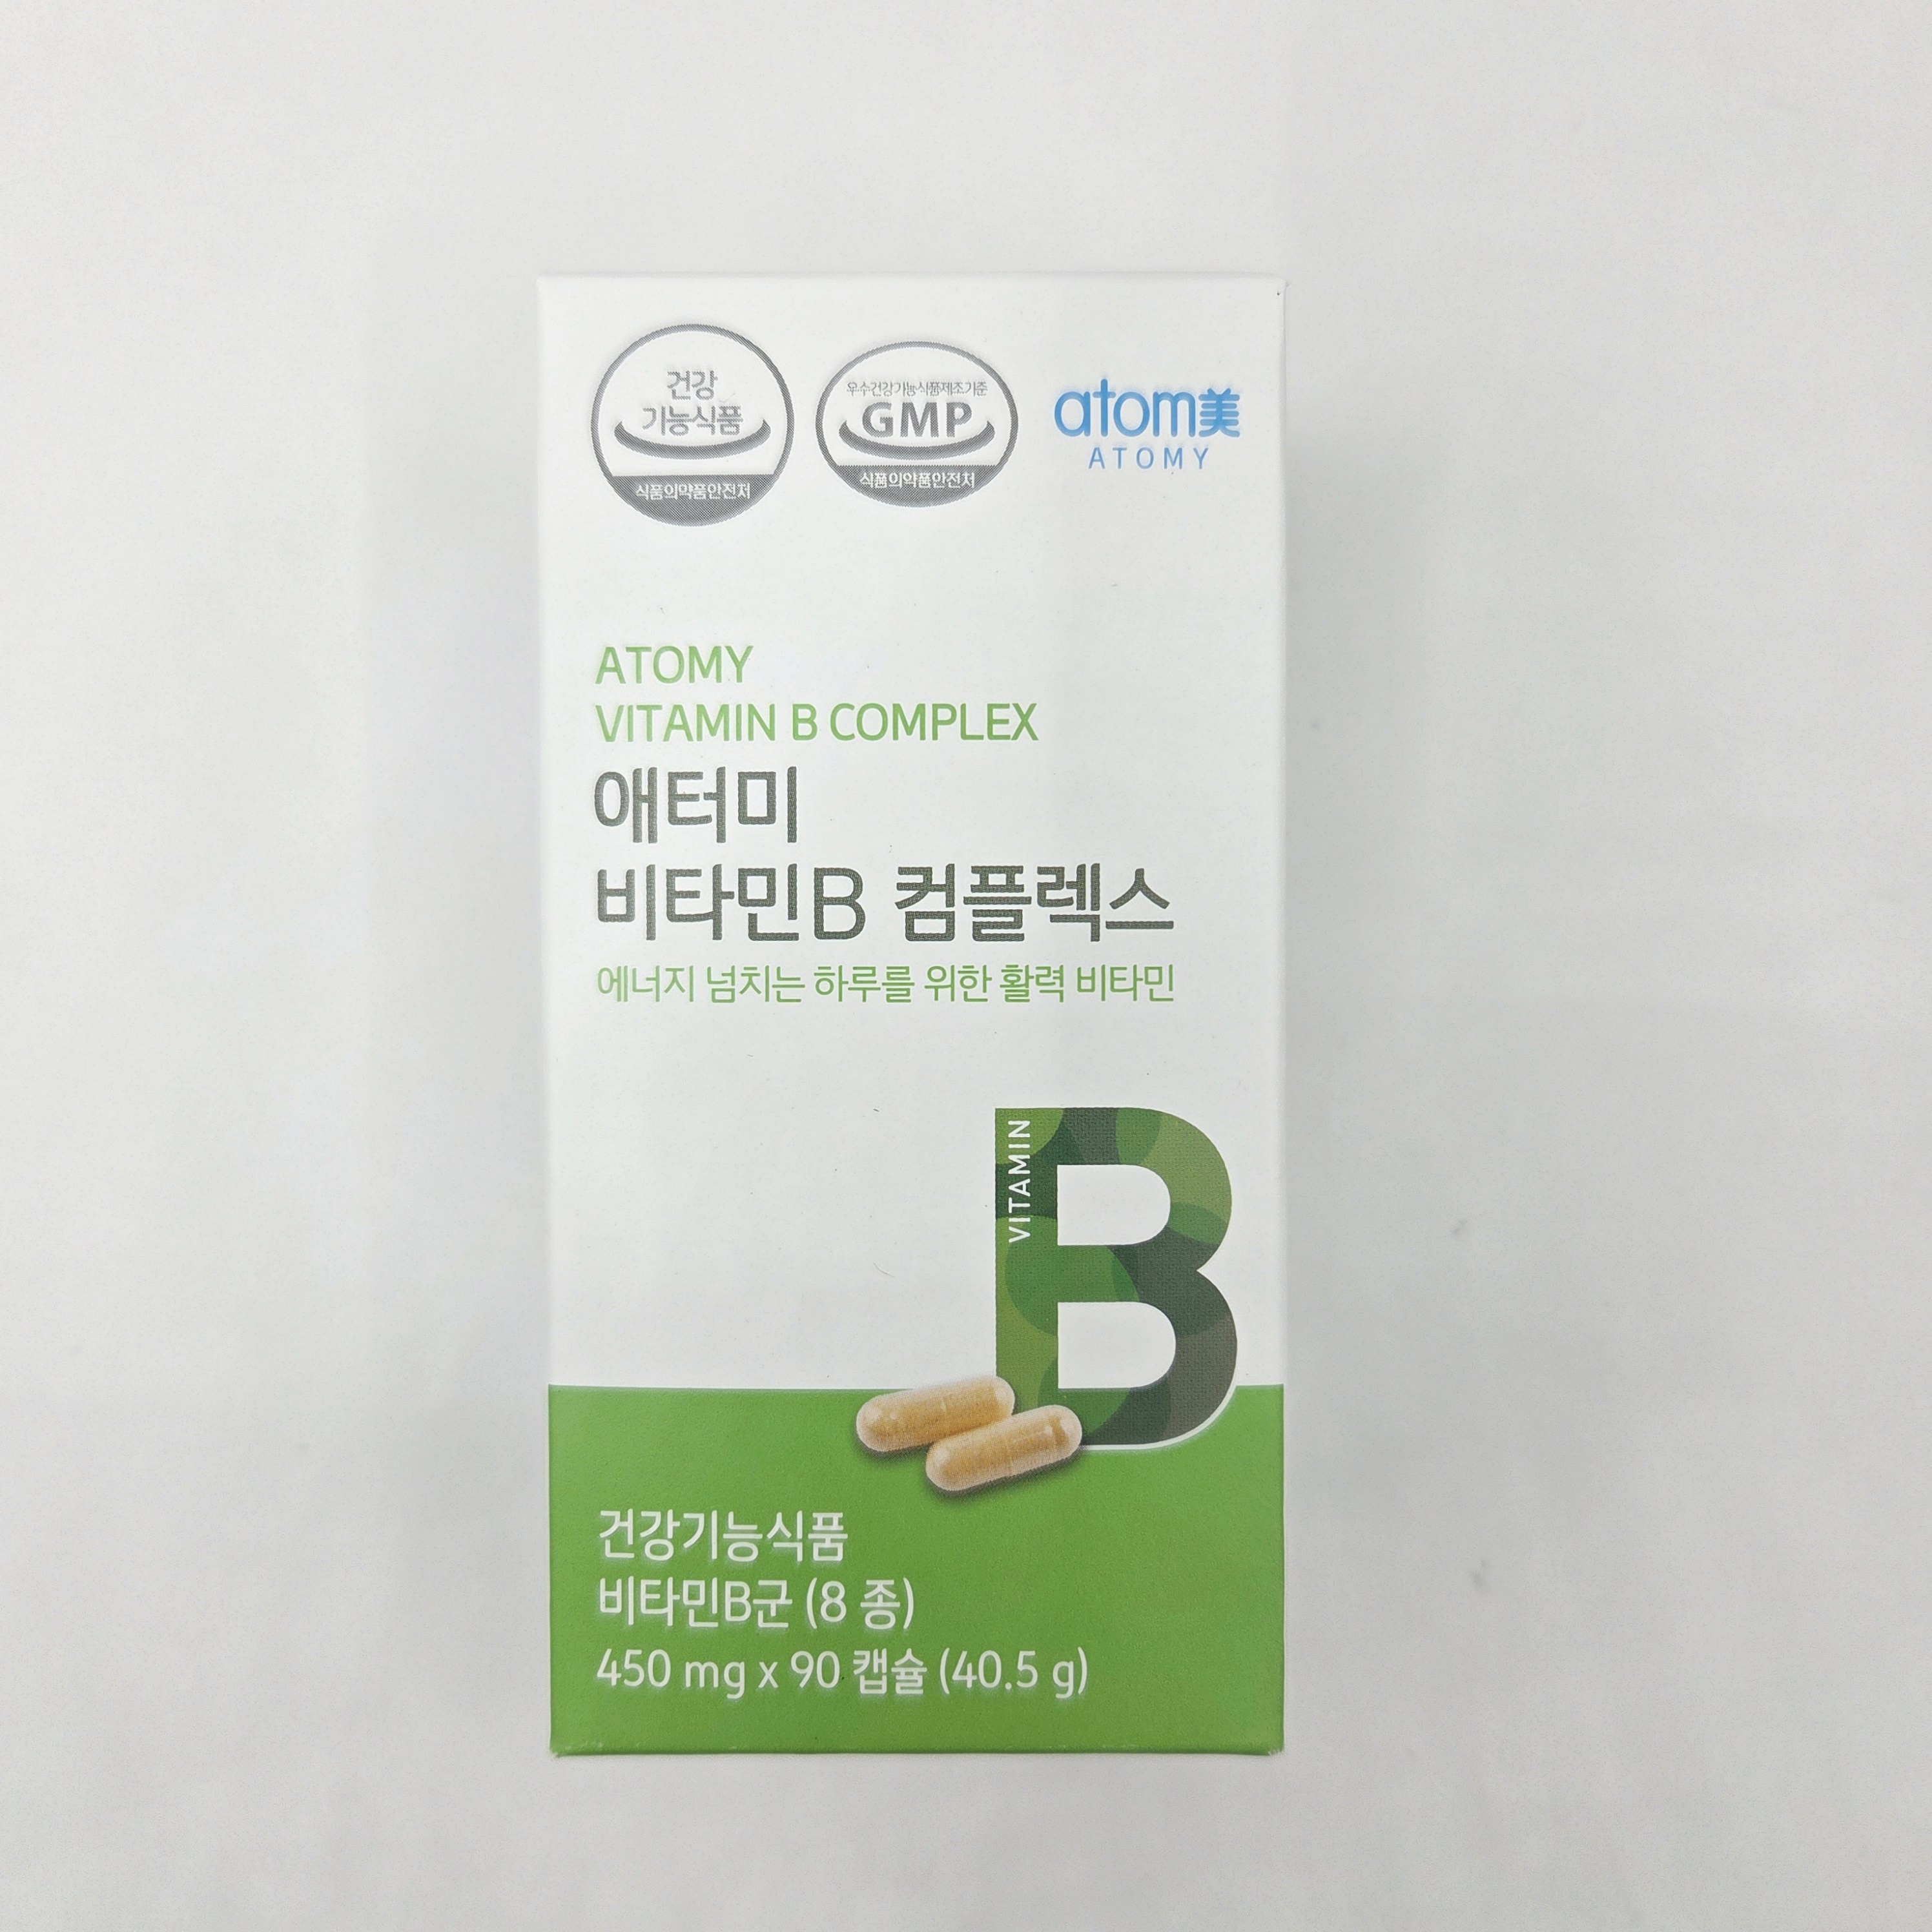 건강
기능식품
식품의약품안전처
우수건강기능식품제조기준
GMP
식품의약품안전처
atom美
ATOMY
ATOMY
VITAMIN B COMPLEX
애터미
비타민B 컴플렉스
에너지 넘치는 하루를 위한 활력 비타민
VITAMIN
B
건강기능식품
비타민B군 (8 종)
450 mg x 90 캡슐 (40.5 g)